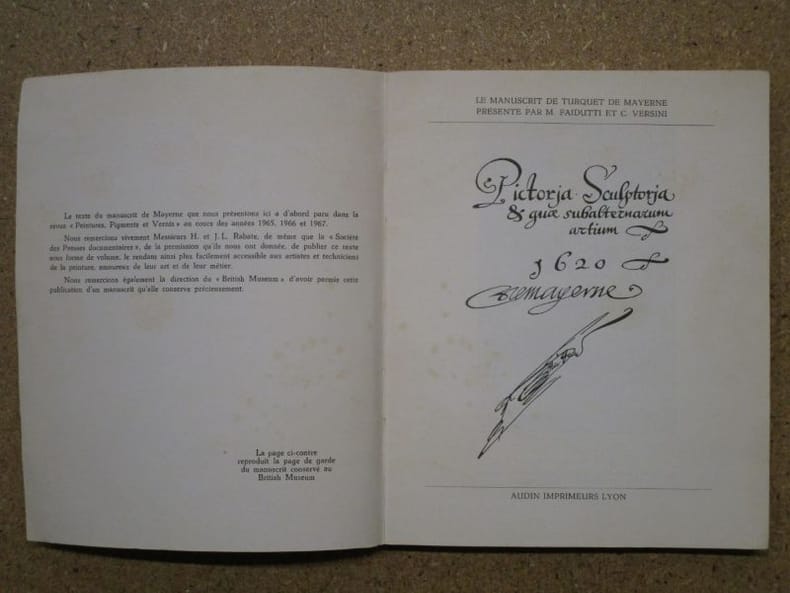 Le texte du manuscrit de Mayerne que nous présentons ici a d'abord paru dans la
revue « Peintures, Pigments et Vernis » au cours des années 1965, 1966 et 1967.
Nous remercions vivement Messieurs H. et J.L. Rabate, de même que la « Société
des Presses documentaires », de la permission qu'ils nous ont donnée, de publier ce texte
sous forme de volume, le rendant ainsi plus facilement accessible aux artistes et techniciens
de la peinture, amoureux de leur art et de leur métier.
Nous remercions également la direction du « British Museum » d'avoir permis cette
publication d'un manuscrit qu'elle conserve précieusement.
La page ci-contre
reproduit la page de garde
du manuscrit conservé au
British Museum
LE MANUSCRIT DE TURQUET DE MAYERNE
PRÉSENTÉ PAR M. FAIDUTTI ET C. VERSINI
Pictoria Sculptoria
& quæ subalternarum
artium
1620
AUDIN IMPRIMEURS LYON